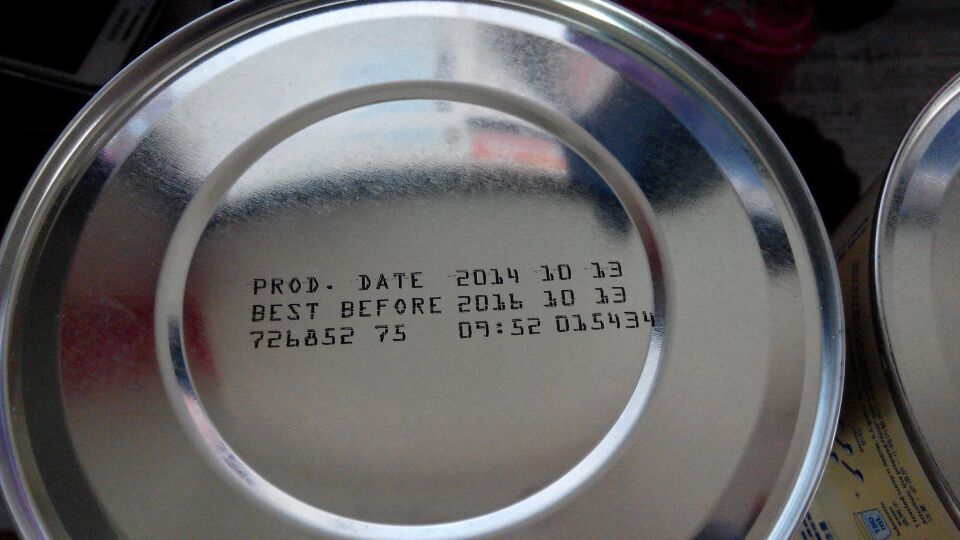 PROD. DATE 2014 10 13
BEST BEFORE 2016 10 13
726852 75 09:52 015434